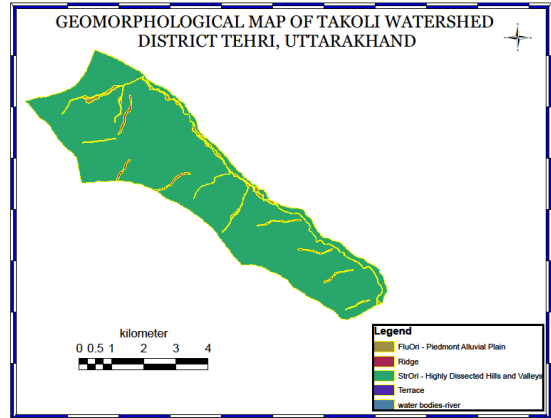 GEOMORPHOLOGICAL MAP OF TAKOLI WATERSHED
DISTRICT TEHRI, UTTARAKHAND
kilometer
0 0.5 1 2 3 4
Legend
FluOri - Piedmont Alluvial Plain
Ridge
StrOri - Highly Dissected Hills and Valleys
Terrace
water bodies-river